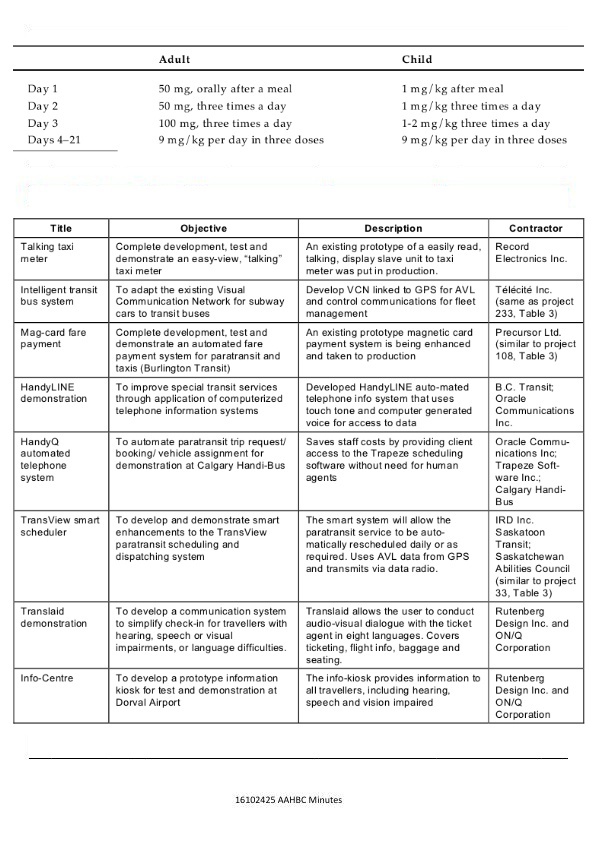 Adult Child
Day 1 50 mg, orally after a meal 1 mg/kg after meal
Day 2 50 mg, three times a day 1 mg/kg three times a day
Day 3 100 mg, three times a day 1-2 mg/kg three times a day
Days 4–21 9 mg/kg per day in three doses 9 mg/kg per day in three doses
Title Objective Description Contractor
Talking taxi Complete development, test and An existing prototype of a easily read, Record
meter demonstrate an easy-view, “talking” talking, display slave unit to taxi Electronics Inc.
taxi meter meter was put in production.
Intelligent transit To adapt the existing Visual Develop VCN linked to GPS for AVL Télécité Inc.
bus system Communication Network for subway and control communications for fleet (same as project
cars to transit buses management 233, Table 3)
Mag-card fare Complete development, test and An existing prototype magnetic card Precursor Ltd.
payment demonstrate an automated fare payment system is being enhanced (similar to project
payment system for paratransit and and taken to production 108, Table 3)
taxis (Burlington Transit)
HandyLINE To improve special transit services Developed HandyLINE auto-mated B.C. Transit;
demonstration through application of computerized telephone info system that uses Oracle
telephone information systems touch tone and computer generated Communications
voice for access to data Inc.
HandyQ To automate paratransit trip request/ Saves staff costs by providing client Oracle Commu-
automated booking/ vehicle assignment for access to the Trapeze scheduling nications Inc;
telephone demonstration at Calgary Handi-Bus software without need for human Trapeze Soft-
system agents ware Inc.;
Calgary Handi-
Bus
TransView smart To develop and demonstrate smart The smart system will allow the IRD Inc.
scheduler enhancements to the TransView paratransit service to be auto- Saskatoon
paratransit scheduling and matically rescheduled daily or as Transit;
dispatching system required. Uses AVL data from GPS Saskatchewan
and transmits via data radio. Abilities Council
(similar to project
33, Table 3)
Translaid To develop a communication system Translaid allows the user to conduct Rutenberg
demonstration to simplify check-in for travellers with audio-visual dialogue with the ticket Design Inc. and
hearing, speech or visual agent in eight languages. Covers ON/Q
impairments, or language difficulties. ticketing, flight info, baggage and Corporation
seating.
Info-Centre To develop a prototype information The info-kiosk provides information to Rutenberg
kiosk for test and demonstration at all travellers, including hearing, Design Inc. and
Dorval Airport speech and vision impaired ON/Q
Corporation
16102425 AAHBC Minutes